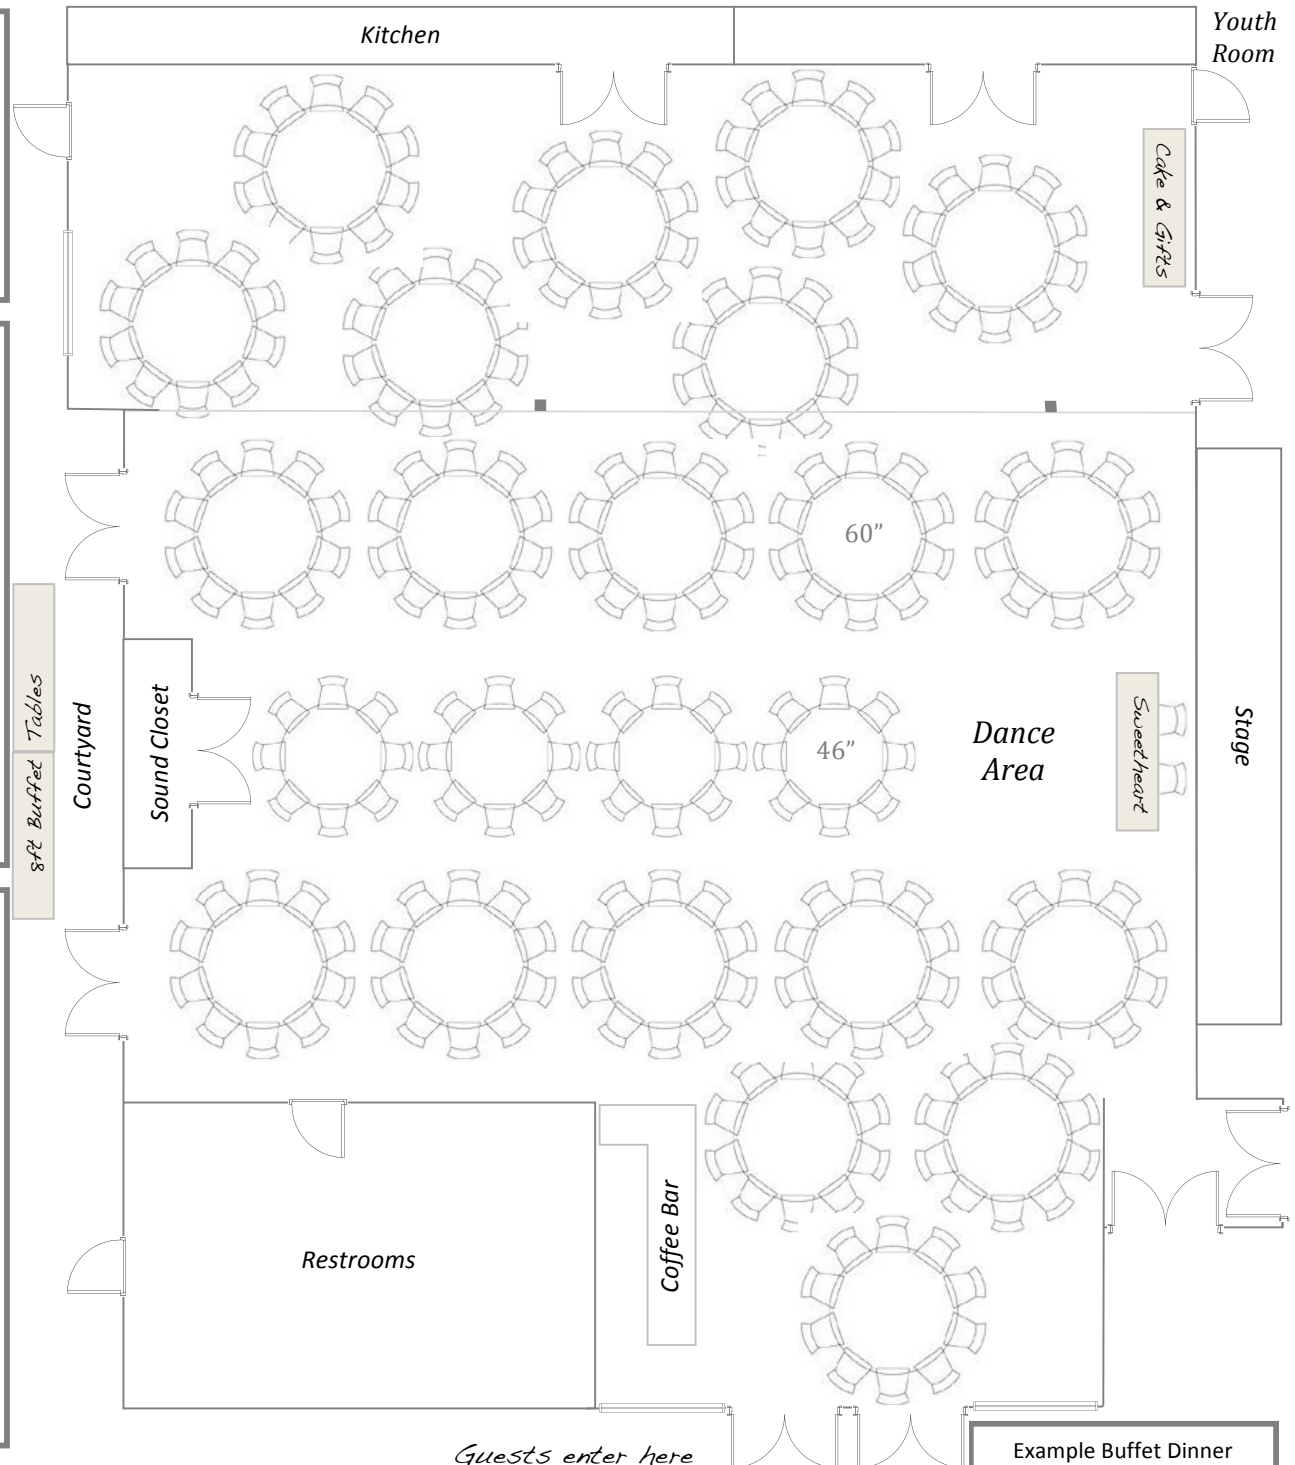 Kitchen
Youth
Room
Cake & Gifts
60”
Tables
8ft Buffet
Courtyard
Sound Closet
46”
Dance
Area
Sweetheart
Stage
Restrooms
Coffee Bar
Guests enter here
Example Buffet Dinner